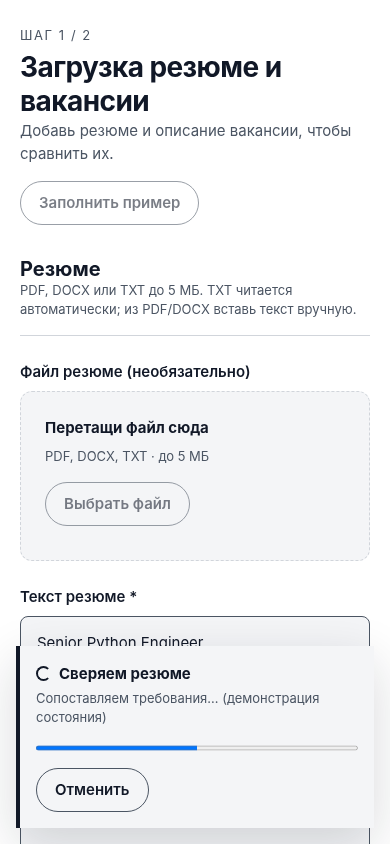 ШАГ 1 / 2
Загрузка резюме и
вакансии
Добавь резюме и описание вакансии, чтобы
сравнить их.
Заполнить пример
Резюме
PDF, DOCX или TXT до 5 МБ. TXT читается
автоматически; из PDF/DOCX вставь текст вручную.
Файл резюме (необязательно)
Перетащи файл сюда
PDF, DOCX, TXT · до 5 МБ
Выбрать файл
Текст резюме *
Senior Python Engineer
Сверяем резюме
Сопоставляем требования... (демонстрация
состояния)
Отменить